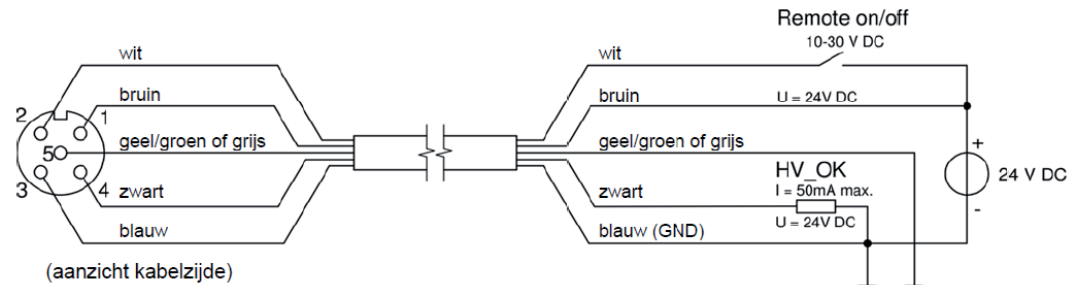 Remote on/off
10-30 V DC
wit
wit
bruin
bruin
U = 24V DC
2
1
geel/groen of grijs
geel/groen of grijs
5
+
HV_OK
I = 50mA max.
24 V DC
3
4
zwart
zwart
U = 24V DC
-
blauw
blauw (GND)
(aanzicht kabelzijde)